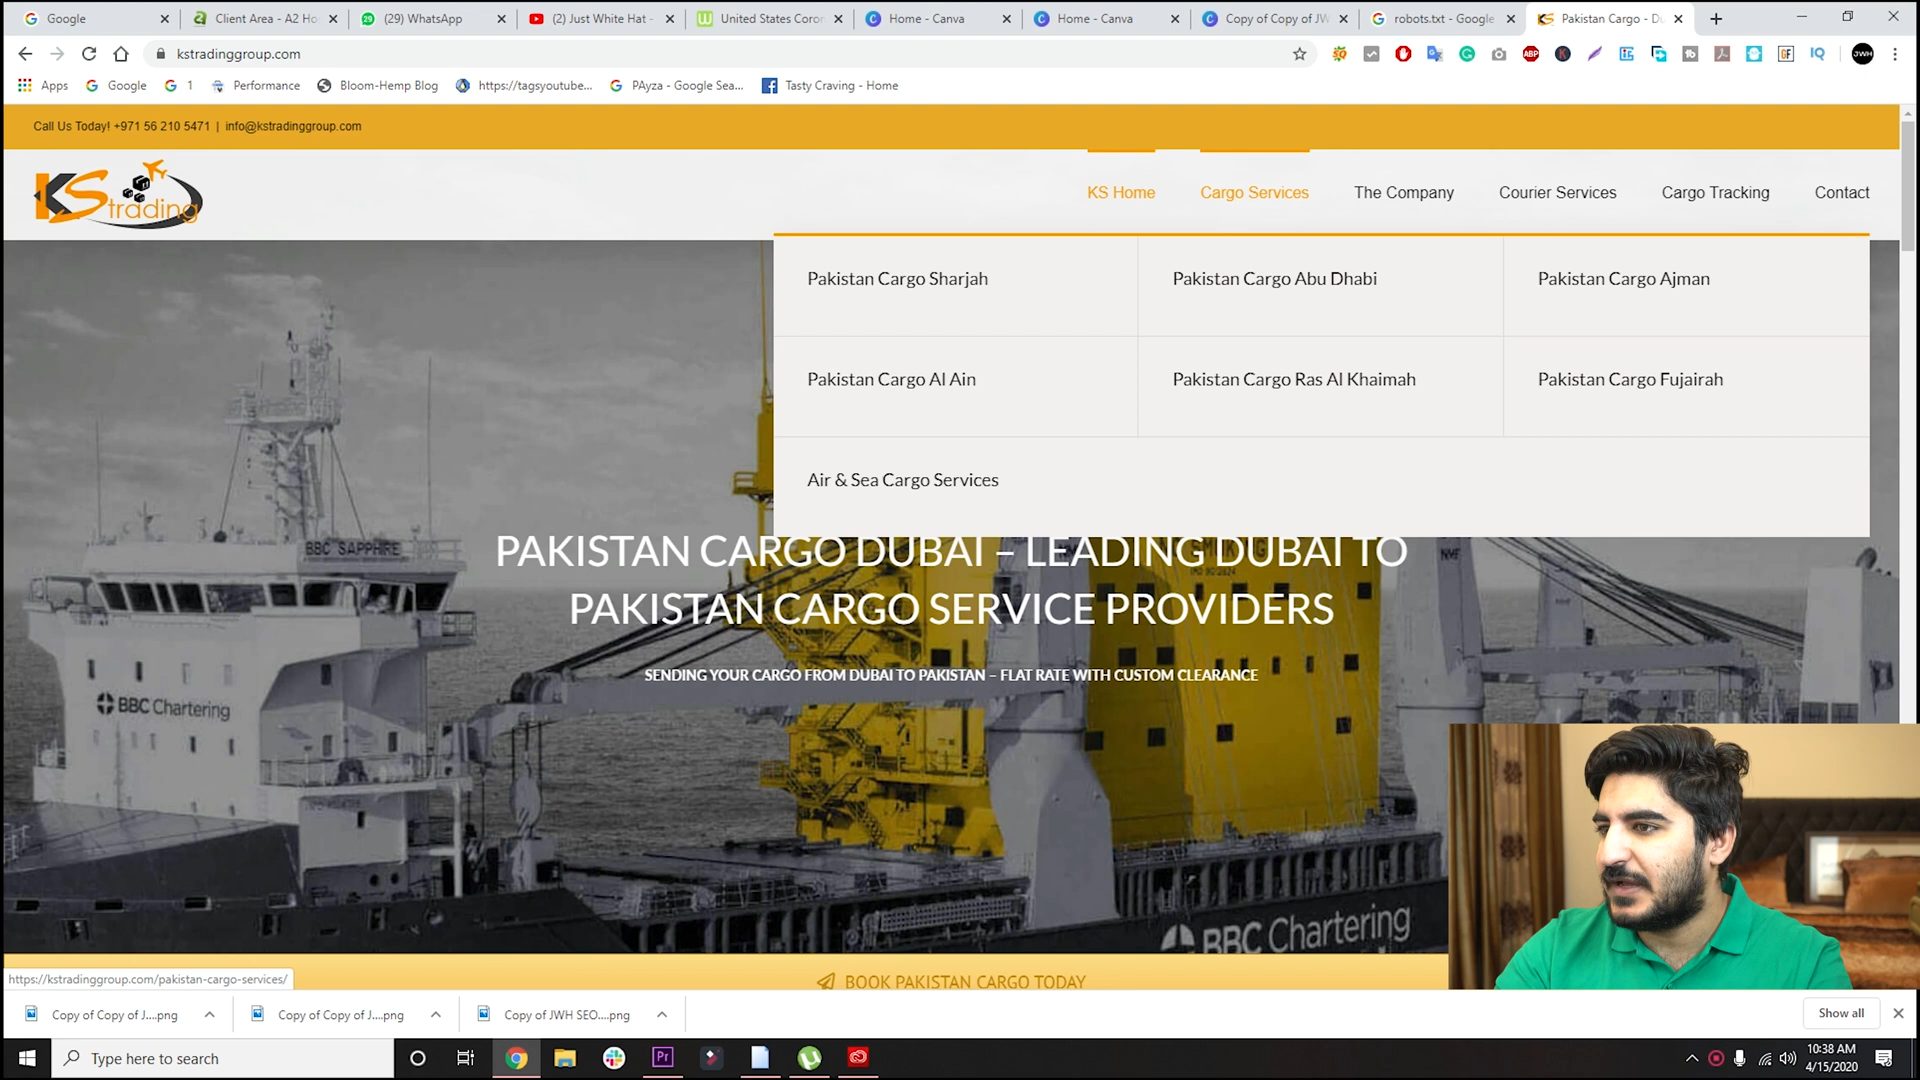 Google
Client Area - A2 Ho
(29) WhatsApp
(2) Just White Hat -
United States Coron
Home - Canva
Home - Canva
Copy of Copy of JW
robots.txt - Google
Pakistan Cargo - Du
kstradinggroup.com
ABP
K
IQ
JWH
Apps
Google
1
Performance
Bloom-Hemp Blog
https://tagsyoutube...
PAyza - Google Sea...
Tasty Craving - Home
Call Us Today! +971 56 210 5471 | info@kstradinggroup.com
KS
trading
KS Home
Cargo Services
The Company
Courier Services
Cargo Tracking
Contact
Pakistan Cargo Sharjah
Pakistan Cargo Abu Dhabi
Pakistan Cargo Ajman
Pakistan Cargo Al Ain
Pakistan Cargo Ras Al Khaimah
Pakistan Cargo Fujairah
Air & Sea Cargo Services
BBC SAPPHIRE
PAKISTAN CARGO DUBAI – LEADING DUBAI TO
PAKISTAN CARGO SERVICE PROVIDERS
SENDING YOUR CARGO FROM DUBAI TO PAKISTAN – FLAT RATE WITH CUSTOM CLEARANCE
BBC Chartering
BBC Chartering
https://kstradinggroup.com/pakistan-cargo-services/
BOOK PAKISTAN CARGO TODAY
Copy of Copy of J....png
Copy of Copy of J....png
Copy of JWH SEO....png
Show all
Type here to search
Pr
10:38 AM
4/15/2020